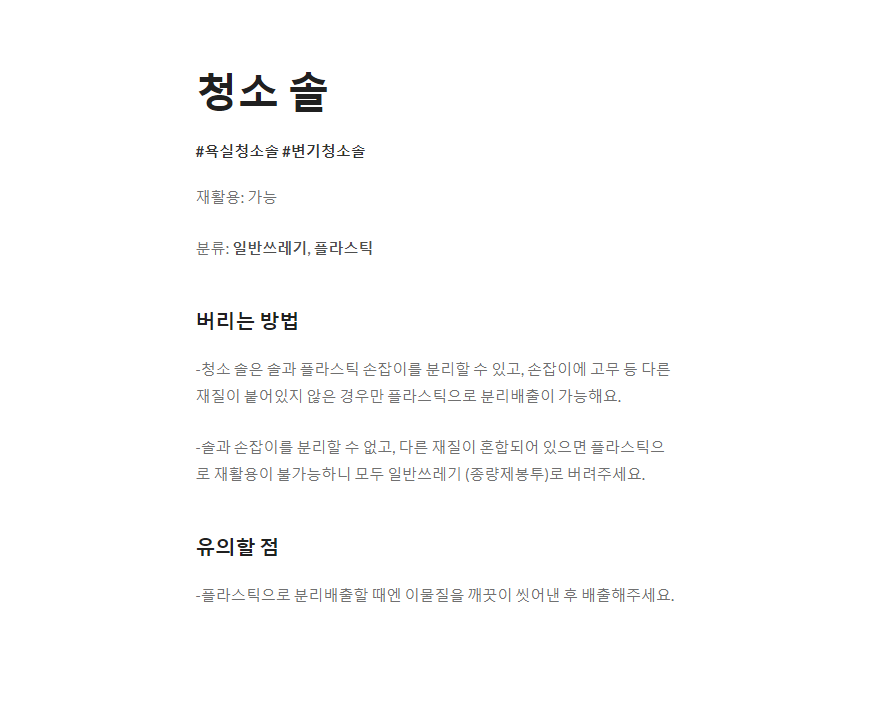 청소 솔
#욕실청소솔 #변기청소솔
재활용: 가능
분류: 일반쓰레기, 플라스틱
버리는 방법
-청소 솔은 솔과 플라스틱 손잡이를 분리할 수 있고, 손잡이에 고무 등 다른
재질이 붙어있지 않은 경우만 플라스틱으로 분리배출이 가능해요.
-솔과 손잡이를 분리할 수 없고, 다른 재질이 혼합되어 있으면 플라스틱으
로 재활용이 불가능하니 모두 일반쓰레기 (종량제봉투)로 버려주세요.
유의할 점
-플라스틱으로 분리배출할 때엔 이물질을 깨끗이 씻어낸 후 배출해주세요.